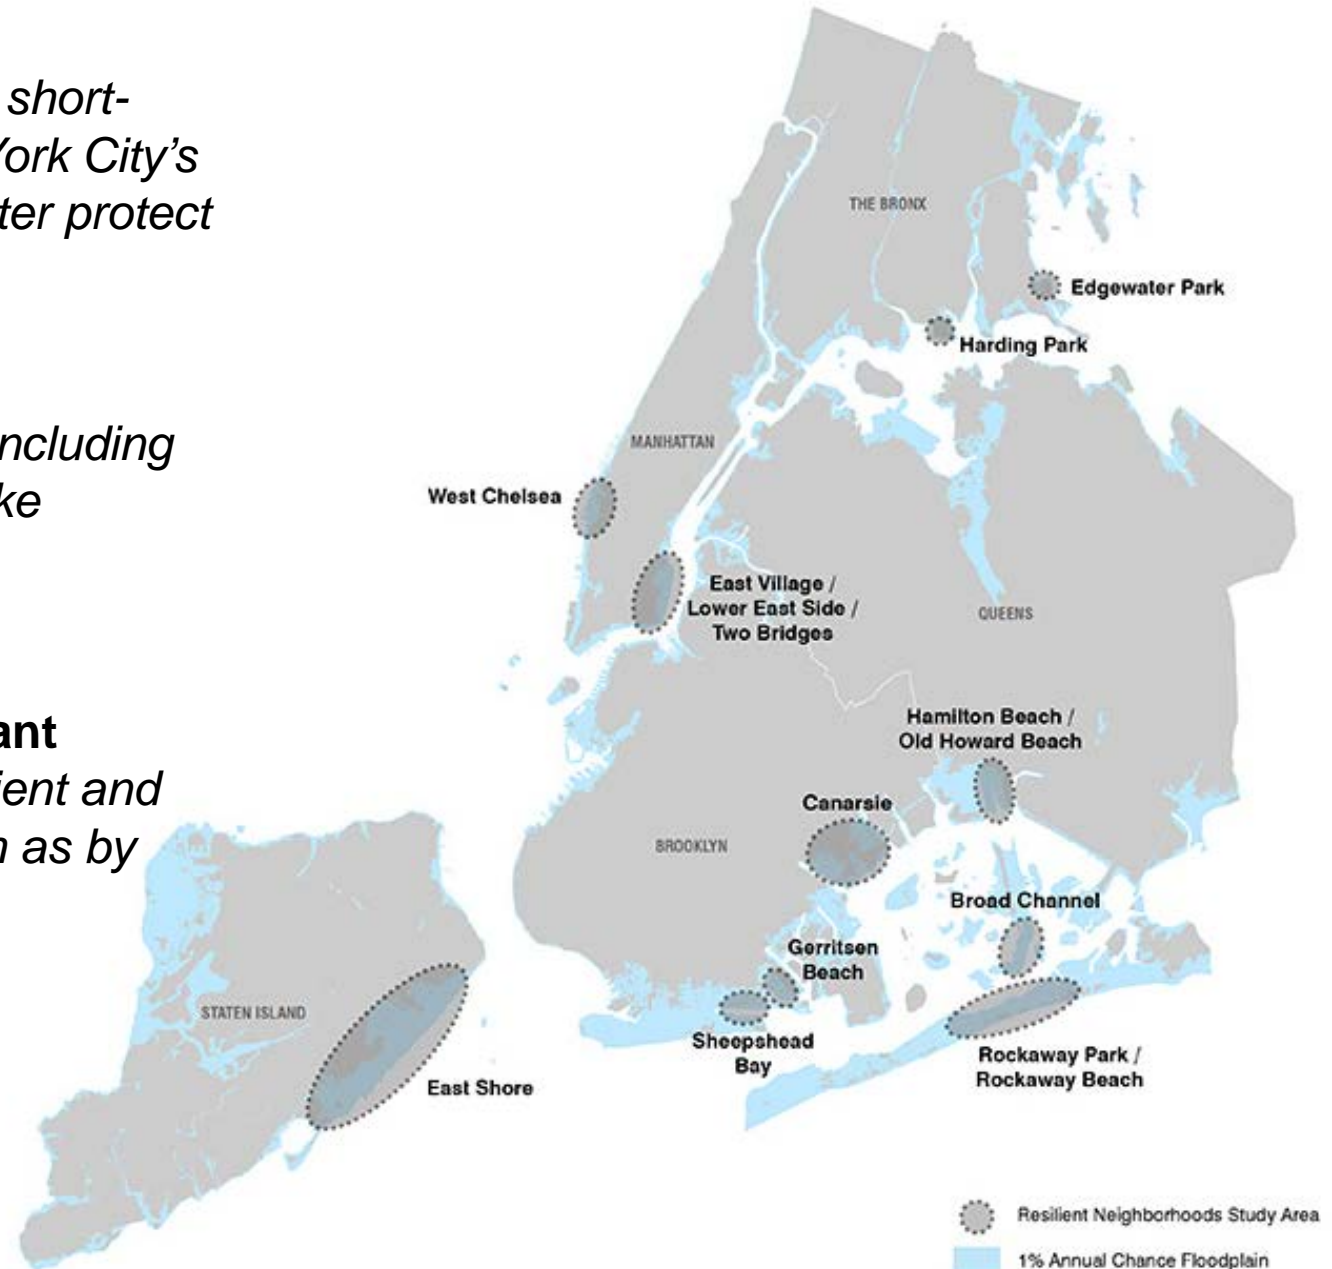 short-
York City's
ter protect
ncluding
ke
ant
ient and
n as by
THE BRONX
Edgewater Park
Harding Park
MANHATTAN
West Chelsea
East Village /
Lower East Side /
Two Bridges
QUEENS
Hamilton Beach /
Old Howard Beach
Canarsie
BROOKLYN
Broad Channel
Gerritsen
Beach
Sheepshead
Bay
Rockaway Park /
Rockaway Beach
STATEN ISLAND
East Shore
Resilient Neighborhoods Study Area
1% Annual Chance Floodplain